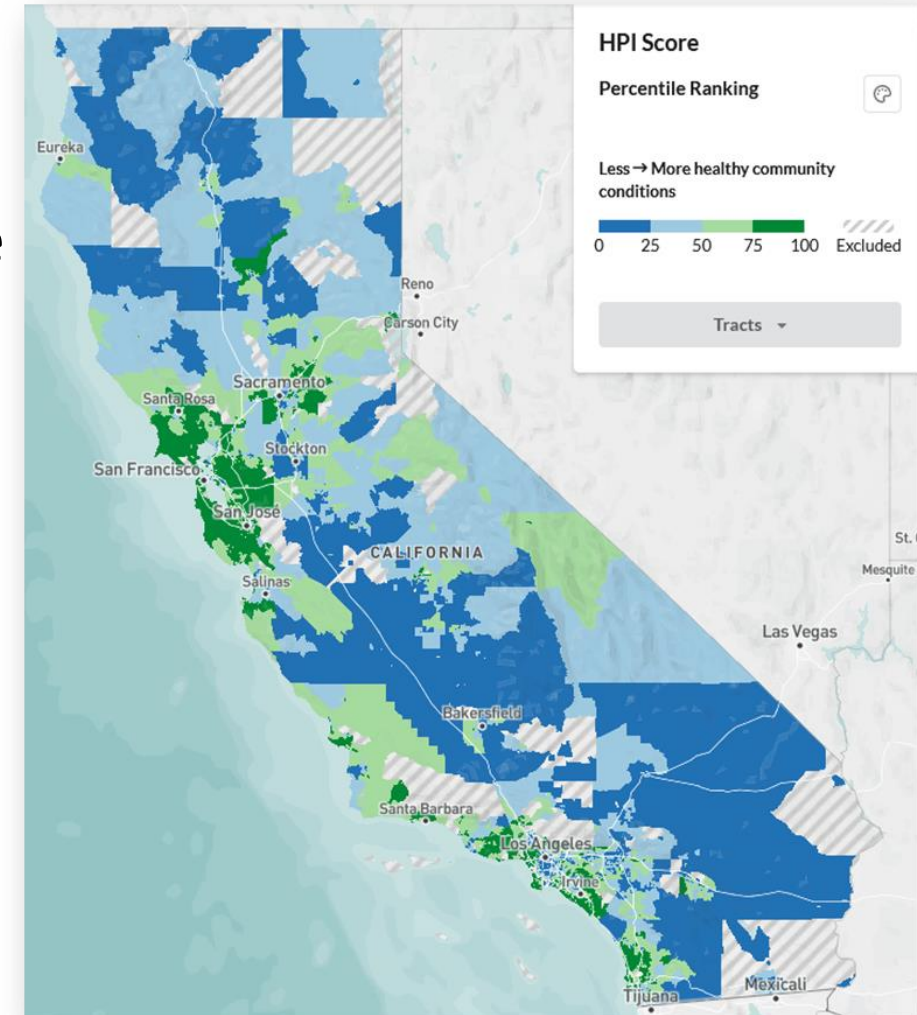 HPI Score
Percentile Ranking
Less → More healthy community
conditions
0 25 50 75 100 Excluded
Tracts
Eureka
Reno
Carson City
Sacramento
Santa Rosa
Stockton
San Francisco
San José
CALIFORNIA
St.
Mesquite
Salinas
Las Vegas
Bakersfield
Santa Barbara
Los Angeles
Irvine
Mexicali
Tijuana